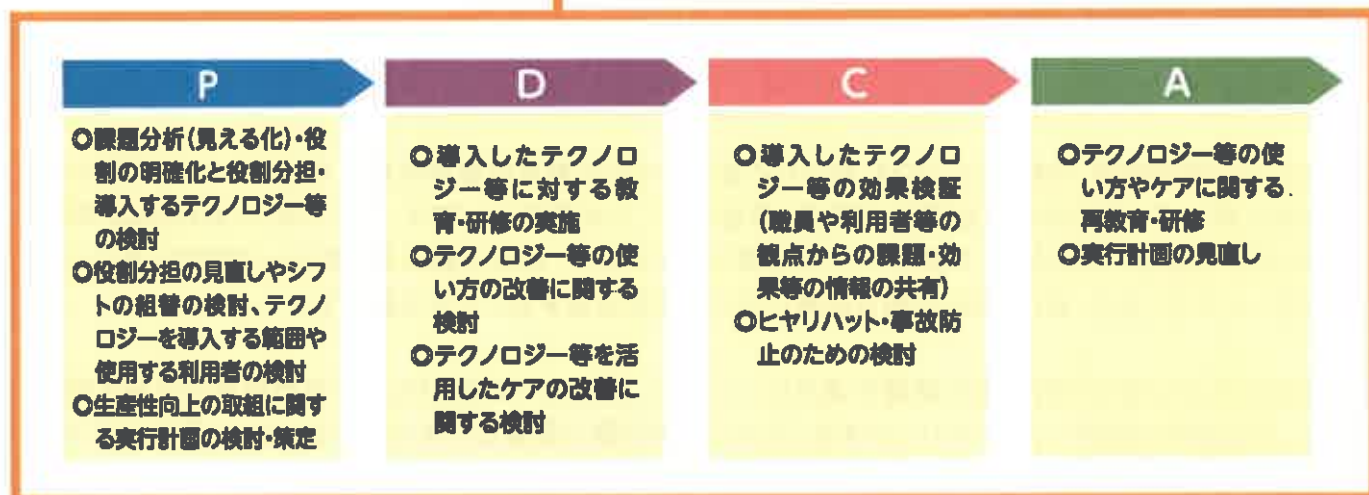 P
○課題分析(見える化)・役
割の明確化と役割分担・
導入するテクノロジー等
の検討
○役割分担の見直しやシフ
トの組替の検討、テクノ
ロジーを導入する範囲や
使用する利用者の検討
○生産性向上の取組に関す
る実行計画の検討・策定
D
○導入したテクノロ
ジー等に対する教
育・研修の実施
○テクノロジー等の使
い方の改善に関する
検討
○テクノロジー等を活
用したケアの改善に
関する検討
C
○導入したテクノロ
ジー等の効果検証
(職員や利用者等の
観点からの課題・効
果等の情報の共有)
○ヒヤリハット・事故防
止のための検討
A
○テクノロジー等の使
い方やケアに関する
再教育・研修
○実行計画の見直し